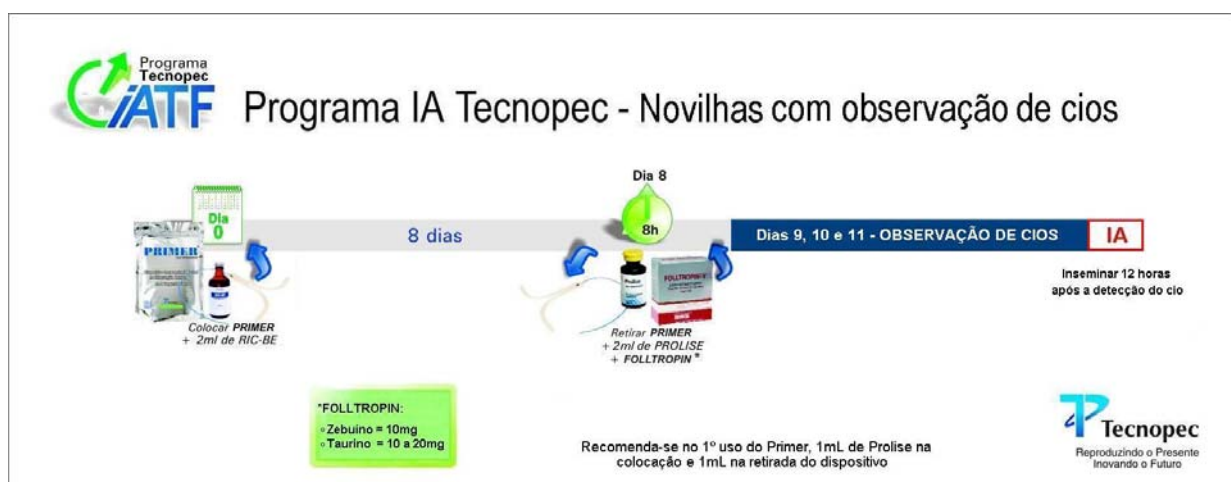 Programa
Tecnopec
iATF
Programa IA Tecnopec - Novilhas com observação de cios
Dia 8
Dia
0
8 dias
8h
Dias 9, 10 e 11 - OBSERVAÇÃO DE CIOS
IA
PRIMER
FOLLTROPIN
Inseminar 12 horas
após a detecção do cio
Colocar PRIMER
+ 2ml de RIC-BE
Retirar PRIMER
+ 2ml de PROLISE
+ FOLLTROPIN *
*FOLLTROPIN:
Zebuíno = 10mg
Taurino = 10 a 20mg
Recomenda-se no 1º uso do Primer, 1mL de Prolise na
colocação e 1mL na retirada do dispositivo
Tecnopec
Reproduzindo o Presente
Inovando o Futuro